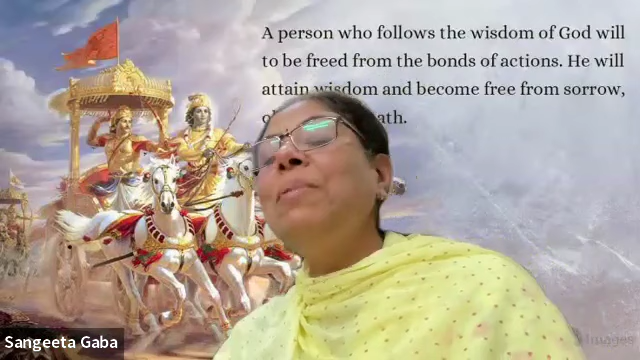 A person who follows the wisdom of God will
to be freed from the bonds of actions. He will
attain wisdom and become free from sorrow,
Sangeeta Gaba